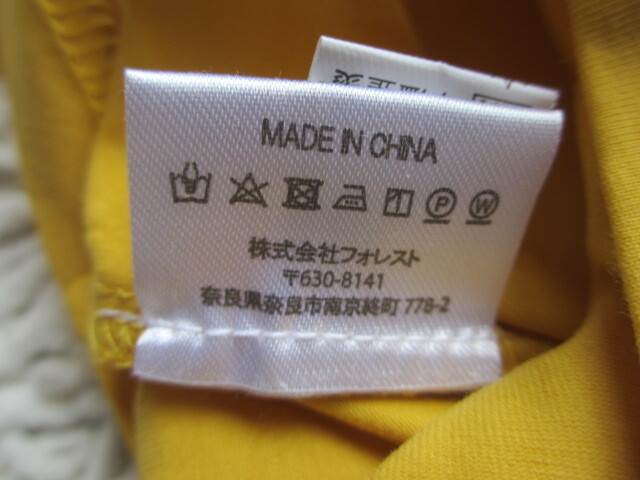 MADE IN CHINA
P W
株式会社フォレスト
〒630-8141
奈良県奈良市南京終町 778-2